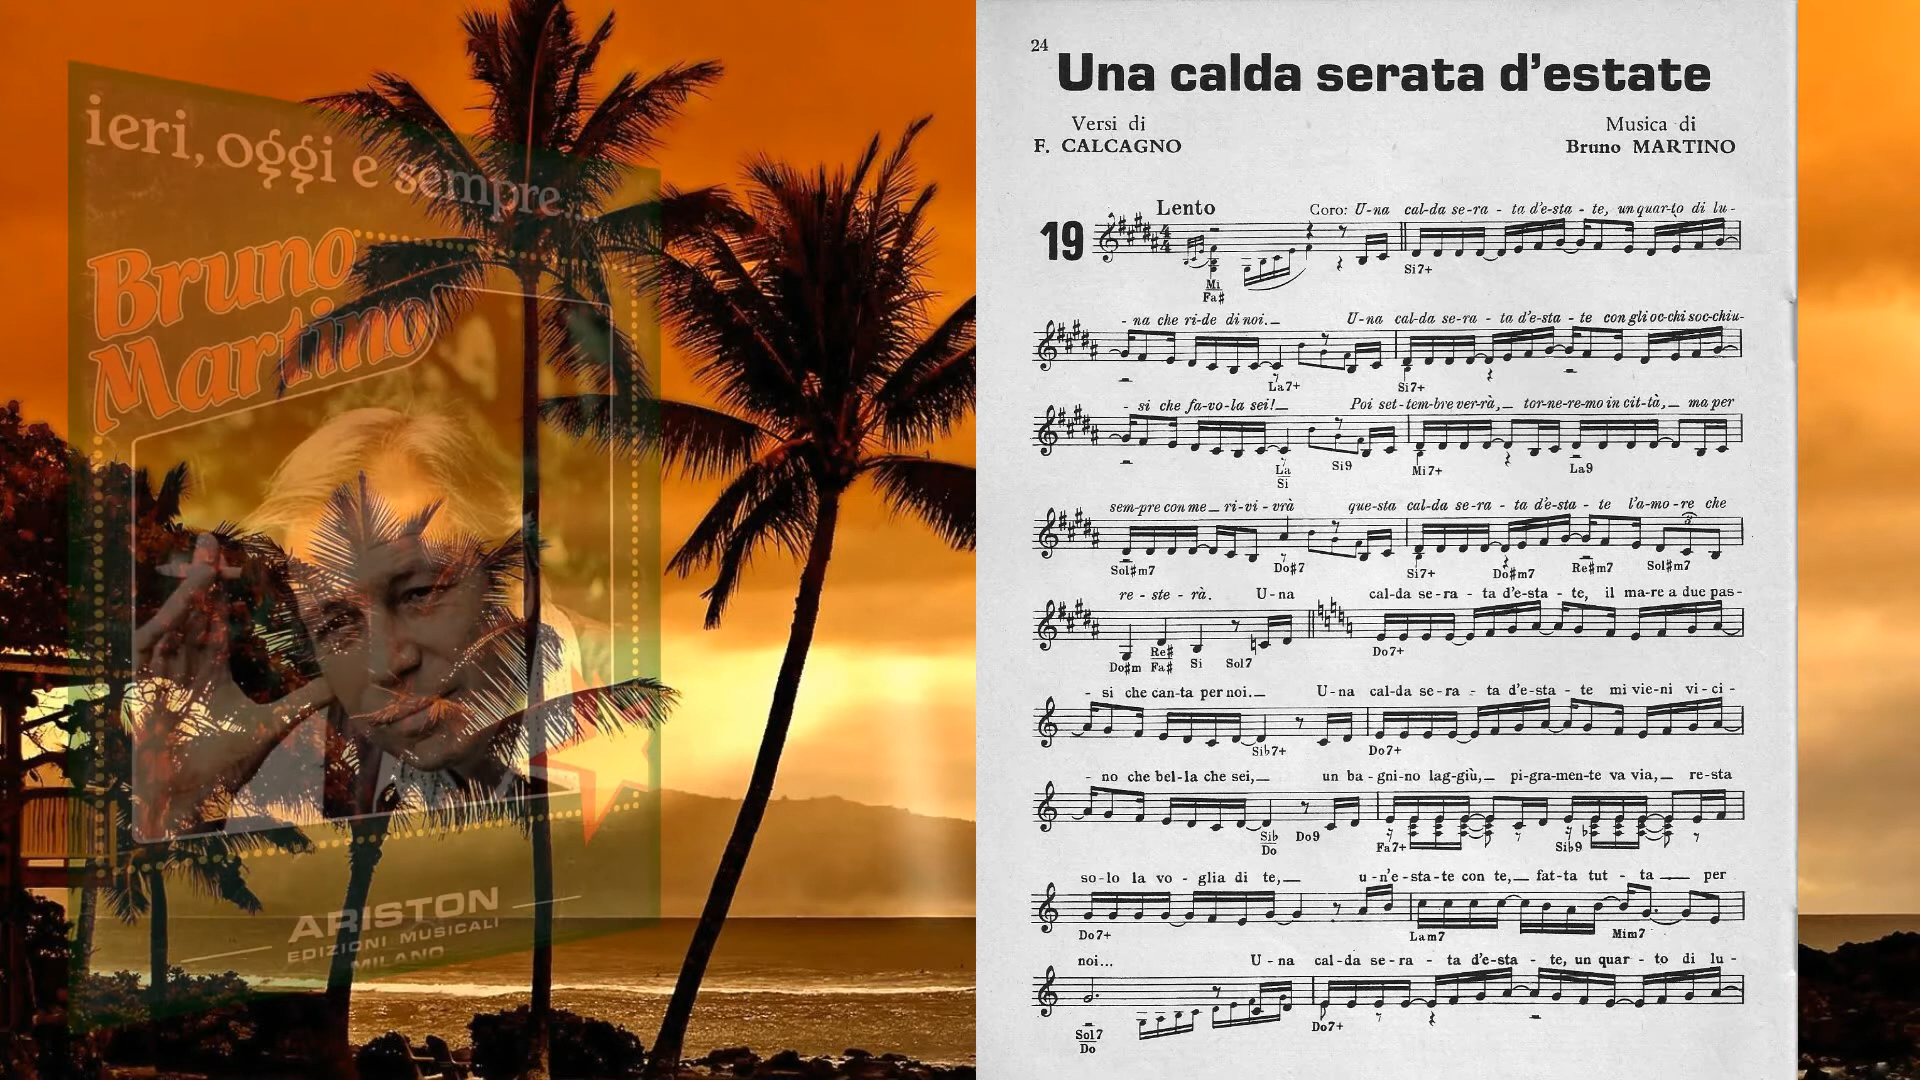 ieri, oggi e sempre...
Bruno
Martino
ARISTON
EDIZIONI MUSICALI
MILANO
24
Una calda serata d'estate
Versi di
F. CALCAGNO
Musica di
Bruno MARTINO
19
Lento
Coro: U-na cal-da se-ra - ta d'e-sta - te, un quar-to di lu -
Mi
Fa#
Si7+
- na che ri-de di noi. U-na cal-da se-ra - ta d'e-sta - te con gli oc-chi soc-chiu-
La7+ Si7+
- si che fa-vo-la sei! Poi set-tem-bre ver-rà, tor-ne-re-mo in cit-tà, ma per
La
Si
Si9 Mi7+ La9
sem-pre con me ri-vi-vrà que-sta cal-da se-ra - ta d'e-sta - te l'a-mo-re che
3
Sol#m7 Do#7 Si7+ Do#m7 Re#m7 Sol#m7
re - ste - rà. U-na cal-da se-ra - ta d'e-sta - te, il ma-re a due pas-
Do#m Re#
Fa#
Si Sol7 Do7+
- si che can-ta per noi. U-na cal-da se-ra - ta d'e-sta - te mi vie-ni vi-ci -
Sib7+ Do7+
- no che bel-la che sei, un ba-gni-no lag-giù, pi-gra-men-te va via, re-sta
Sib
Do
Do9 Fa7+ Sib9
so-lo la vo - glia di te, u-n'e-sta-te con te, fat-ta tut - ta per
Do7+ Lam7 Mim7
noi... U-na cal-da se-ra - ta d'e-sta - te, un quar - to di lu -
Sol7
Do
Do7+